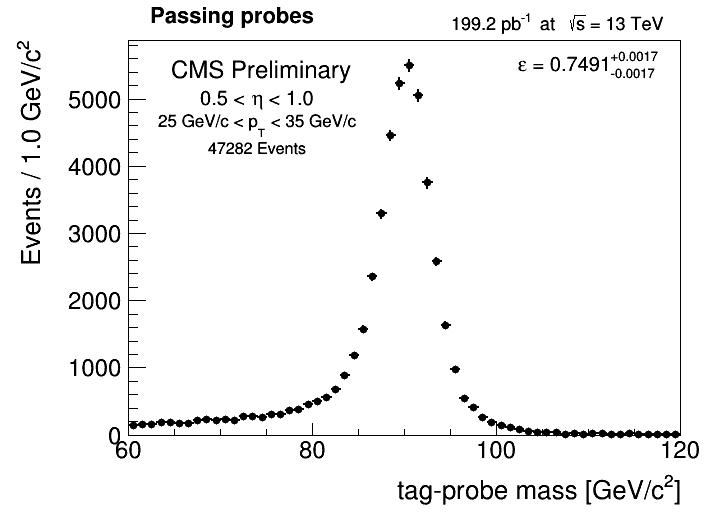 Passing probes
199.2 pb⁻¹ at √s = 13 TeV
CMS Preliminary
0.5 < η < 1.0
25 GeV/c < p_T < 35 GeV/c
47282 Events
ε = 0.7491 +0.0017 -0.0017
Events / 1.0 GeV/c²
5000
4000
3000
2000
1000
0
60 80 100 120
tag-probe mass [GeV/c²]